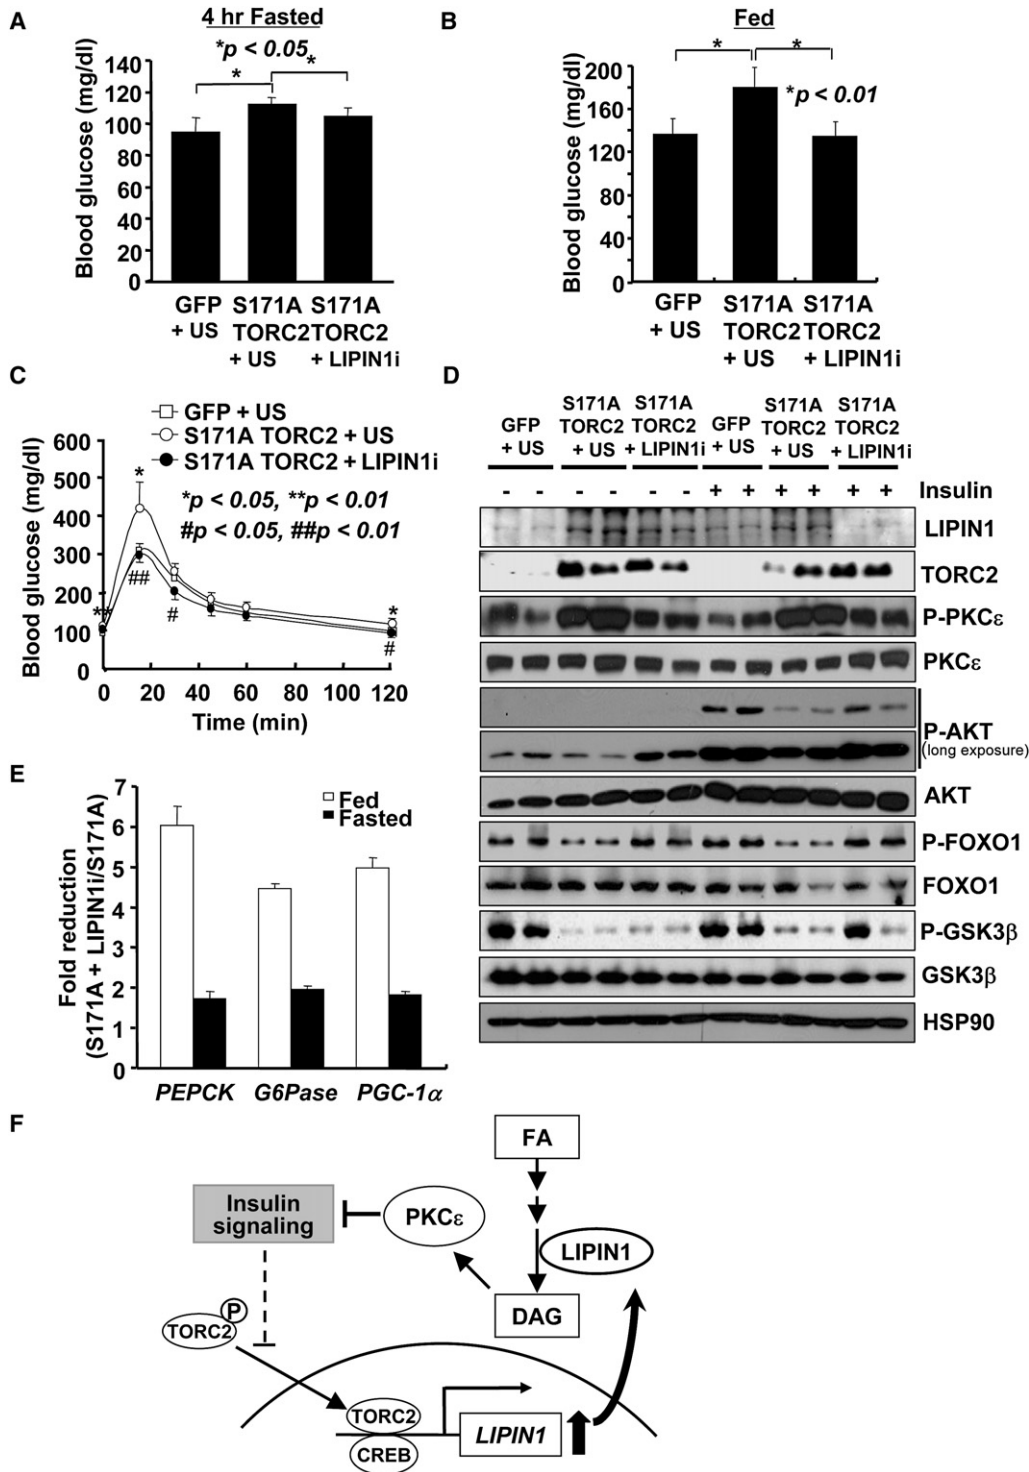 A
4 hr Fasted
*p < 0.05
*
*
Blood glucose (mg/dl)
140
120
100
80
60
40
20
0
GFP + US
S171A TORC2 + US
S171A TORC2 + LIPIN1i
B
Fed
*
*
*p < 0.01
Blood glucose (mg/dl)
200
160
120
80
40
0
GFP + US
S171A TORC2 + US
S171A TORC2 + LIPIN1i
C
GFP + US
S171A TORC2 + US
S171A TORC2 + LIPIN1i
*p < 0.05, **p < 0.01
#p < 0.05, ##p < 0.01
Blood glucose (mg/dl)
600
500
400
300
200
100
0
**
*
##
#
*
#
0 20 40 60 80 100 120
Time (min)
D
GFP + US
S171A TORC2 + US
S171A TORC2 + LIPIN1i
GFP + US
S171A TORC2 + US
S171A TORC2 + LIPIN1i
- - - - - - + + + + + + Insulin
LIPIN1
TORC2
P-PKCε
PKCε
P-AKT
(long exposure)
AKT
P-FOXO1
FOXO1
P-GSK3β
GSK3β
HSP90
E
Fed
Fasted
Fold reduction
(S171A + LIPIN1i/S171A)
7
6
5
4
3
2
1
0
PEPCK G6Pase PGC-1α
F
FA
Insulin signaling
PKCε
LIPIN1
DAG
P
TORC2
TORC2
CREB
LIPIN1